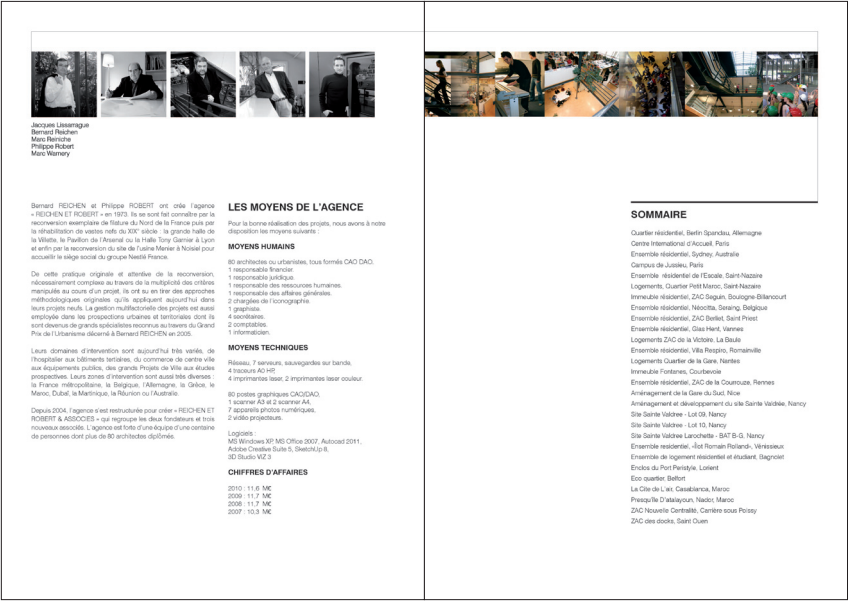 Jacques Lissarrague
Bernard Reichen
Marc Reiniche
Philippe Robert
Marc Warnery
Bernard REICHEN et Philippe ROBERT ont crée l'agence
« REICHEN ET ROBERT » en 1973. Ils se sont fait connaître par la
reconversion exemplaire de filature du Nord de la France puis par
la réhabilitation de vastes nefs du XIX° siècle : la grande halle de
la Villette, le Pavillon de l'Arsenal ou la Halle Tony Garnier à Lyon
et enfin par la reconversion du site de l'usine Menier à Noisiel pour
accueillir le siège social du groupe Nestlé France.
De cette pratique originale et attentive de la reconversion,
nécessairement complexe au travers de la multiplicité des critères
manipulés au cours d'un projet, ils ont su en tirer des approches
méthodologiques originales qu'ils appliquent aujourd'hui dans
leurs projets neufs. La gestion multifactorielle des projets est aussi
employée dans les prospections urbaines et territoriales dont ils
sont devenus de grands spécialistes reconnus au travers du Grand
Prix de l'Urbanisme décerné à Bernard REICHEN en 2005.
Leurs domaines d'intervention sont aujourd'hui très variés, de
l'hospitalier aux bâtiments tertiaires, du commerce de centre ville
aux équipements publics, des grands Projets de Ville aux études
prospectives. Leurs zones d'intervention sont aussi très diverses :
la France métropolitaine, la Belgique, l'Allemagne, la Grèce, le
Maroc, Dubaï, la Martinique, la Réunion ou l'Australie.
Depuis 2004, l'agence s'est restructurée pour créer « REICHEN ET
ROBERT & ASSOCIES » qui regroupe les deux fondateurs et trois
nouveaux associés. L'agence est forte d'une équipe d'une centaine
de personnes dont plus de 80 architectes diplômés.
LES MOYENS DE L'AGENCE
Pour la bonne réalisation des projets, nous avons à notre
disposition les moyens suivants :
MOYENS HUMAINS
80 architectes ou urbanistes, tous formés CAO DAO,
1 responsable financier.
1 responsable juridique.
1 responsable des ressources humaines.
1 responsable des affaires générales.
2 chargées de l'iconographie
1 graphiste.
4 secrétaires.
2 comptables.
1 informaticien.
MOYENS TECHNIQUES
Réseau, 7 serveurs, sauvegardes sur bande,
4 traceurs A0 HP,
4 imprimantes laser, 2 imprimantes laser couleur.
80 postes graphiques CAO/DAO,
1 scanner A3 et 2 scanner A4,
7 appareils photos numériques,
2 vidéo projecteurs.
Logiciels :
MS Windows XP, MS Office 2007, Autocad 2011,
Adobe Creative Suite 5, SketchUp 8,
3D Studio VIZ 3
CHIFFRES D'AFFAIRES
2010 : 11,6 M€
2009 : 11,7 M€
2008 : 11,7 M€
2007 : 10,3 M€
SOMMAIRE
Quartier résidentiel, Berlin Spandau, Allemagne
Centre International d'Accueil, Paris
Ensemble résidentiel, Sydney, Australie
Campus de Jussieu, Paris
Ensemble résidentiel de l'Escale, Saint-Nazaire
Logements, Quartier Petit Maroc, Saint-Nazaire
Immeuble résidentiel, ZAC Seguin, Boulogne-Billancourt
Ensemble résidentiel, Néocitta, Seraing, Belgique
Ensemble résidentiel, ZAC Berliet, Saint Priest
Ensemble résidentiel, Glas Hent, Vannes
Logements ZAC de la Victoire, La Baule
Ensemble résidentiel, Villa Respiro, Romainville
Logements Quartier de la Gare, Nantes
Immeuble Fontanes, Courbevoie
Ensemble résidentiel, ZAC de la Courrouze, Rennes
Aménagement de la Gare du Sud, Nice
Aménagement et développement du site Sainte Valdrée, Nancy
Site Sainte Valdree - Lot 09, Nancy
Site Sainte Valdree - Lot 10, Nancy
Site Sainte Valdree Larochette - BAT B-G, Nancy
Ensemble residentiel, «Îlot Romain Rolland», Vénissieux
Ensemble de logement résidentiel et étudiant, Bagnolet
Enclos du Port Peristyle, Lorient
Eco quartier, Belfort
La Cite de L'air, Casablanca, Maroc
Presqu'île D'atalayoun, Nador, Maroc
ZAC Nouvelle Centralité, Carrière sous Poissy
ZAC des docks, Saint Ouen